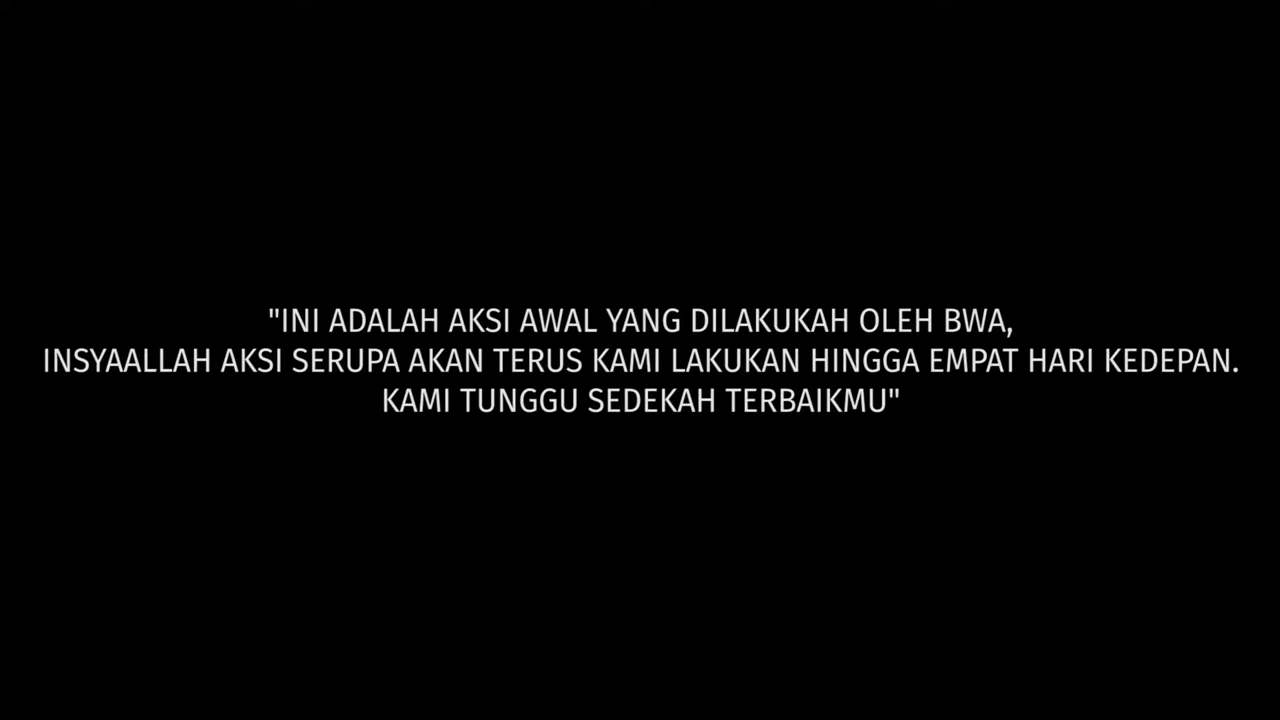 "INI ADALAH AKSI AWAL YANG DILAKUKAH OLEH BWA,
INSYAALLAH AKSI SERUPA AKAN TERUS KAMI LAKUKAN HINGGA EMPAT HARI KEDEPAN.
KAMI TUNGGU SEDEKAH TERBAIKMU"